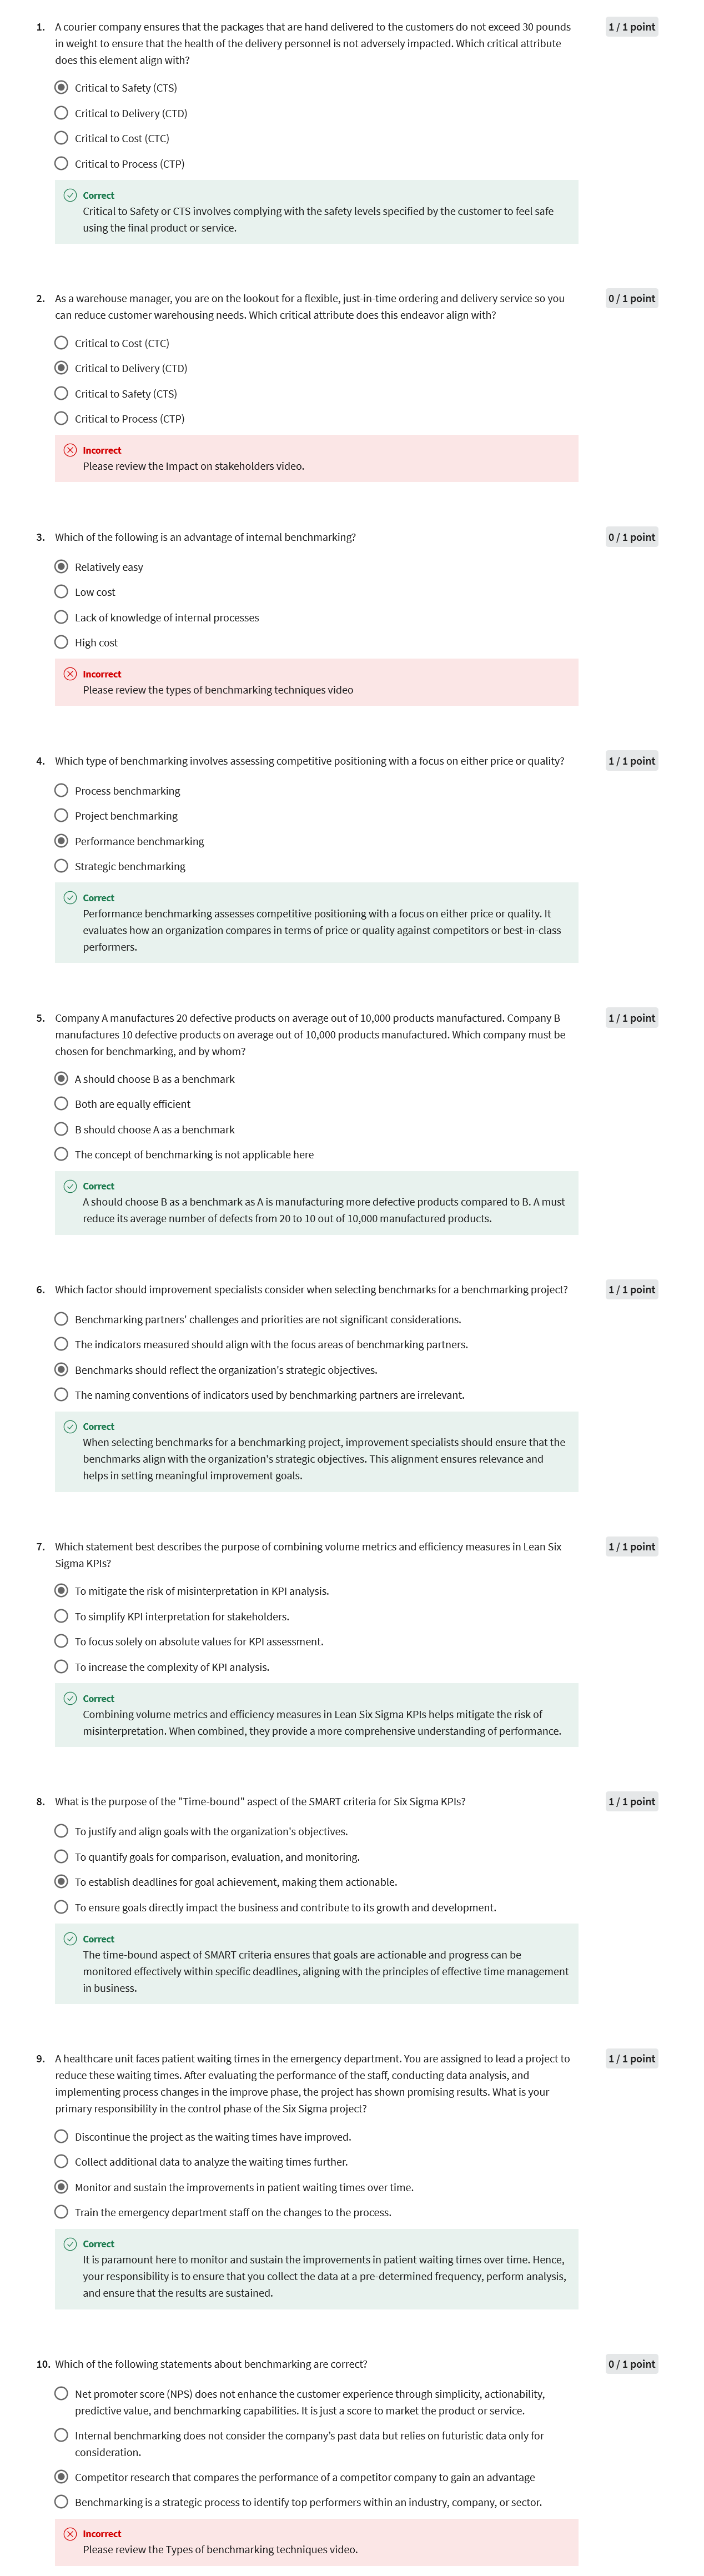 1. A courier company ensures that the packages that are hand delivered to the customers do not exceed 30 pounds
in weight to ensure that the health of the delivery personnel is not adversely impacted. Which critical attribute
does this element align with?
1 / 1 point
Critical to Safety (CTS)
Critical to Delivery (CTD)
Critical to Cost (CTC)
Critical to Process (CTP)
Correct
Critical to Safety or CTS involves complying with the safety levels specified by the customer to feel safe
using the final product or service.
2. As a warehouse manager, you are on the lookout for a flexible, just-in-time ordering and delivery service so you
can reduce customer warehousing needs. Which critical attribute does this endeavor align with?
0 / 1 point
Critical to Cost (CTC)
Critical to Delivery (CTD)
Critical to Safety (CTS)
Critical to Process (CTP)
Incorrect
Please review the Impact on stakeholders video.
3. Which of the following is an advantage of internal benchmarking?
0 / 1 point
Relatively easy
Low cost
Lack of knowledge of internal processes
High cost
Incorrect
Please review the types of benchmarking techniques video
4. Which type of benchmarking involves assessing competitive positioning with a focus on either price or quality?
1 / 1 point
Process benchmarking
Project benchmarking
Performance benchmarking
Strategic benchmarking
Correct
Performance benchmarking assesses competitive positioning with a focus on either price or quality. It
evaluates how an organization compares in terms of price or quality against competitors or best-in-class
performers.
5. Company A manufactures 20 defective products on average out of 10,000 products manufactured. Company B
manufactures 10 defective products on average out of 10,000 products manufactured. Which company must be
chosen for benchmarking, and by whom?
1 / 1 point
A should choose B as a benchmark
Both are equally efficient
B should choose A as a benchmark
The concept of benchmarking is not applicable here
Correct
A should choose B as a benchmark as A is manufacturing more defective products compared to B. A must
reduce its average number of defects from 20 to 10 out of 10,000 manufactured products.
6. Which factor should improvement specialists consider when selecting benchmarks for a benchmarking project?
1 / 1 point
Benchmarking partners' challenges and priorities are not significant considerations.
The indicators measured should align with the focus areas of benchmarking partners.
Benchmarks should reflect the organization's strategic objectives.
The naming conventions of indicators used by benchmarking partners are irrelevant.
Correct
When selecting benchmarks for a benchmarking project, improvement specialists should ensure that the
benchmarks align with the organization's strategic objectives. This alignment ensures relevance and
helps in setting meaningful improvement goals.
7. Which statement best describes the purpose of combining volume metrics and efficiency measures in Lean Six
Sigma KPIs?
1 / 1 point
To mitigate the risk of misinterpretation in KPI analysis.
To simplify KPI interpretation for stakeholders.
To focus solely on absolute values for KPI assessment.
To increase the complexity of KPI analysis.
Correct
Combining volume metrics and efficiency measures in Lean Six Sigma KPIs helps mitigate the risk of
misinterpretation. When combined, they provide a more comprehensive understanding of performance.
8. What is the purpose of the "Time-bound" aspect of the SMART criteria for Six Sigma KPIs?
1 / 1 point
To justify and align goals with the organization's objectives.
To quantify goals for comparison, evaluation, and monitoring.
To establish deadlines for goal achievement, making them actionable.
To ensure goals directly impact the business and contribute to its growth and development.
Correct
The time-bound aspect of SMART criteria ensures that goals are actionable and progress can be
monitored effectively within specific deadlines, aligning with the principles of effective time management
in business.
9. A healthcare unit faces patient waiting times in the emergency department. You are assigned to lead a project to
reduce these waiting times. After evaluating the performance of the staff, conducting data analysis, and
implementing process changes in the improve phase, the project has shown promising results. What is your
primary responsibility in the control phase of the Six Sigma project?
1 / 1 point
Discontinue the project as the waiting times have improved.
Collect additional data to analyze the waiting times further.
Monitor and sustain the improvements in patient waiting times over time.
Train the emergency department staff on the changes to the process.
Correct
It is paramount here to monitor and sustain the improvements in patient waiting times over time. Hence,
your responsibility is to ensure that you collect the data at a pre-determined frequency, perform analysis,
and ensure that the results are sustained.
10. Which of the following statements about benchmarking are correct?
0 / 1 point
Net promoter score (NPS) does not enhance the customer experience through simplicity, actionability,
predictive value, and benchmarking capabilities. It is just a score to market the product or service.
Internal benchmarking does not consider the company's past data but relies on futuristic data only for
consideration.
Competitor research that compares the performance of a competitor company to gain an advantage
Benchmarking is a strategic process to identify top performers within an industry, company, or sector.
Incorrect
Please review the Types of benchmarking techniques video.